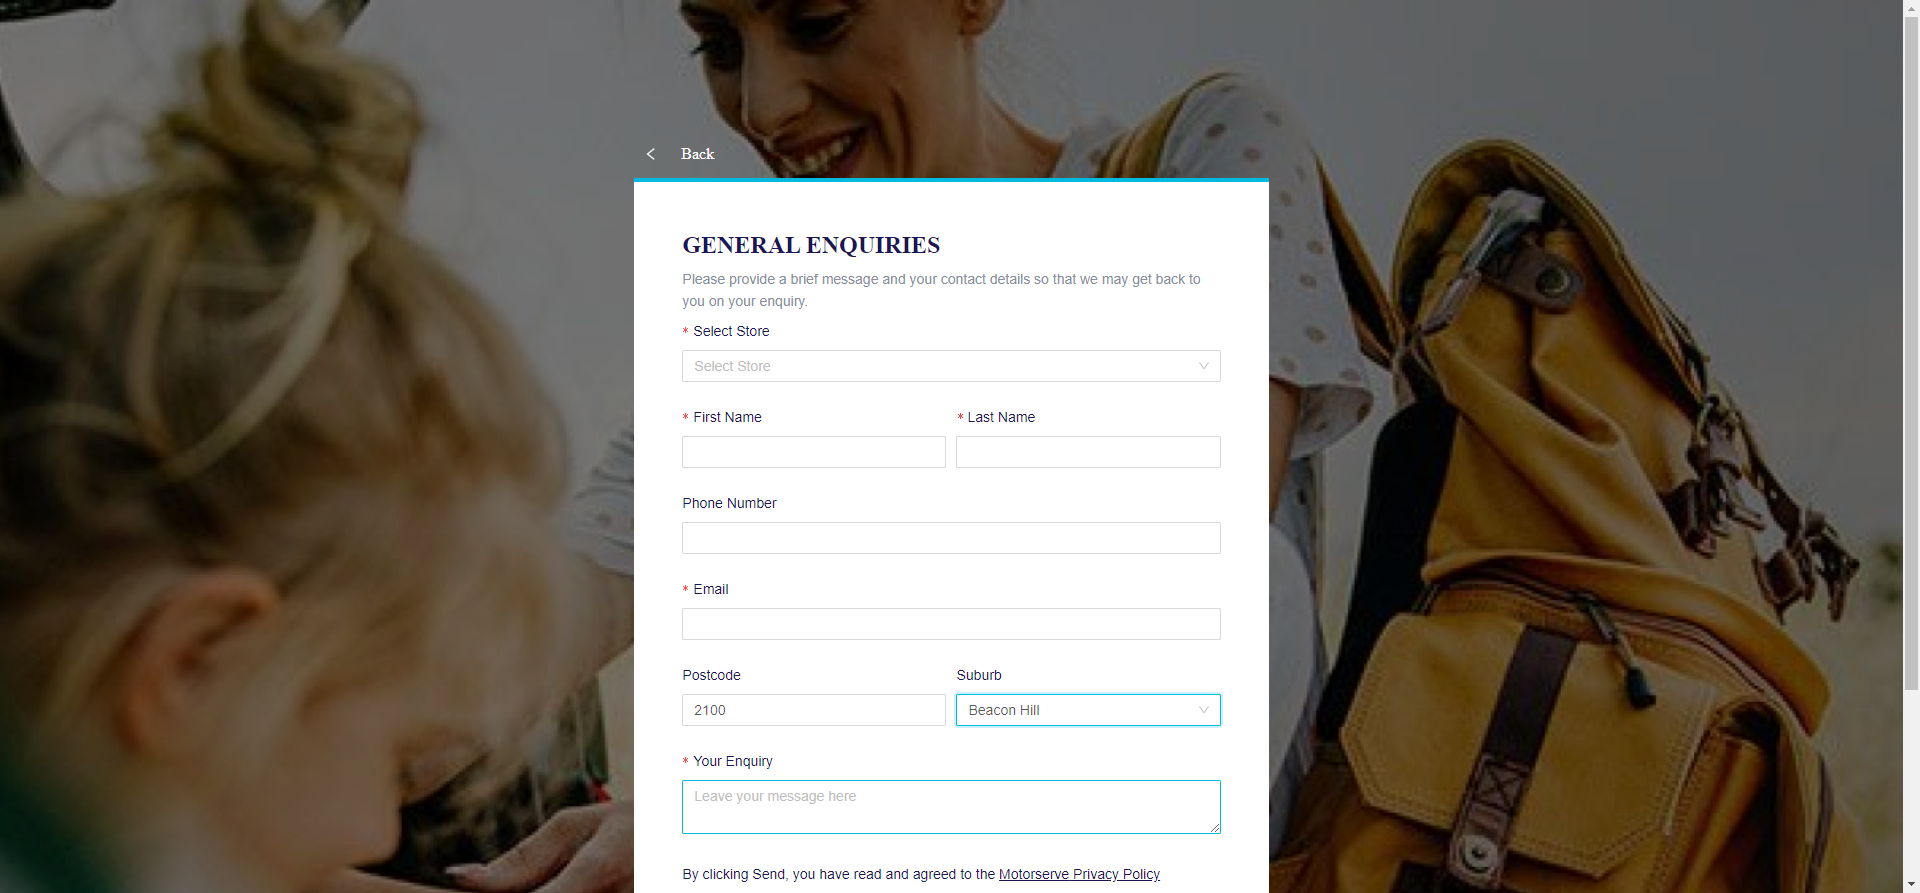 Back
GENERAL ENQUIRIES
Please provide a brief message and your contact details so that we may get back to
you on your enquiry.
* Select Store
Select Store
* First Name
* Last Name
Phone Number
* Email
Postcode
Suburb
2100
Beacon Hill
* Your Enquiry
Leave your message here
By clicking Send, you have read and agreed to the Motorserve Privacy Policy